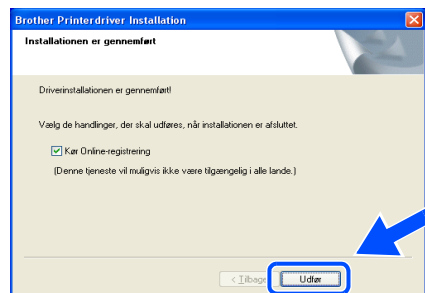 Brother Printerdriver Installation
Installationen er gennemført
Driverinstallationen er gennemført!
Vælg de handlinger, der skal udføres, når installationen er afsluttet.
Kør Online-registrering
(Denne tjeneste vil muligvis ikke være tilgængelig i alle lande.)
< Tilbage
Udfør